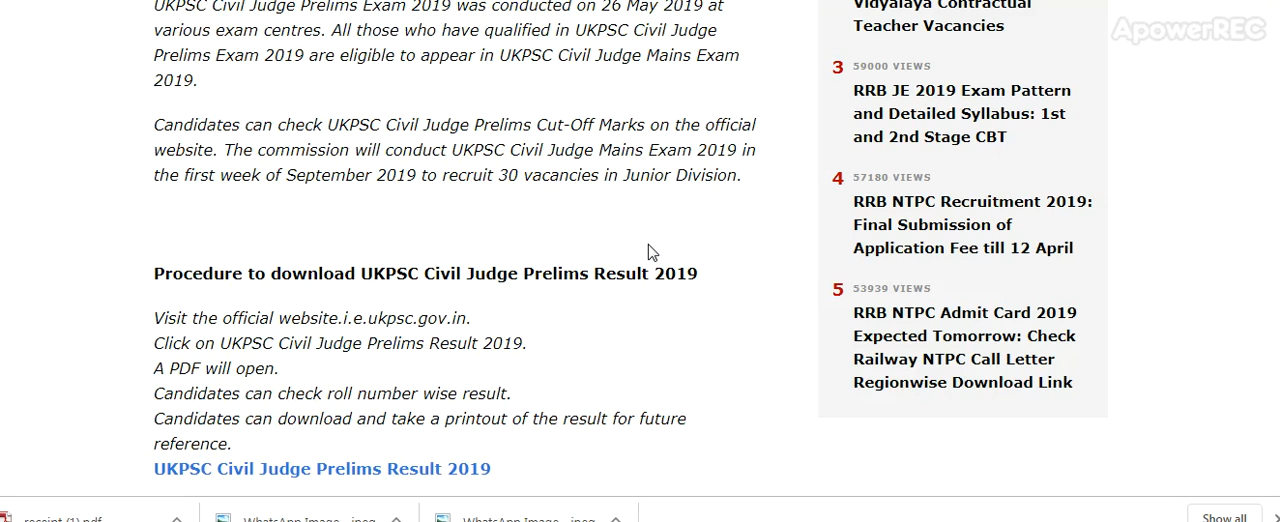 UKPSC Civil Judge Prelims Exam 2019 was conducted on 26 May 2019 at
various exam centres. All those who have qualified in UKPSC Civil Judge
Prelims Exam 2019 are eligible to appear in UKPSC Civil Judge Mains Exam
2019.
Candidates can check UKPSC Civil Judge Prelims Cut-Off Marks on the official
website. The commission will conduct UKPSC Civil Judge Mains Exam 2019 in
the first week of September 2019 to recruit 30 vacancies in Junior Division.
Procedure to download UKPSC Civil Judge Prelims Result 2019
Visit the official website.i.e.ukpsc.gov.in.
Click on UKPSC Civil Judge Prelims Result 2019.
A PDF will open.
Candidates can check roll number wise result.
Candidates can download and take a printout of the result for future
reference.
UKPSC Civil Judge Prelims Result 2019
Vidyalaya Contractual
Teacher Vacancies
3 59000 VIEWS
RRB JE 2019 Exam Pattern
and Detailed Syllabus: 1st
and 2nd Stage CBT
4 57180 VIEWS
RRB NTPC Recruitment 2019:
Final Submission of
Application Fee till 12 April
5 53939 VIEWS
RRB NTPC Admit Card 2019
Expected Tomorrow: Check
Railway NTPC Call Letter
Regionwise Download Link
ApowerREC
receipt (1).pdf
WhatsApp Image ....jpeg
WhatsApp Image ....jpeg
Show all